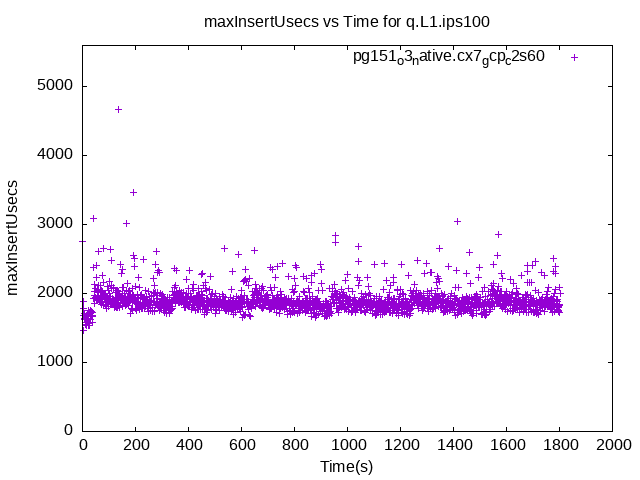 maxInsertUsecs vs Time for q.L1.ips100
pg151o3native.cx7gcpc2s60
5000
4000
3000
2000
1000
0
maxInsertUsecs
0 200 400 600 800 1000 1200 1400 1600 1800 2000
Time(s)